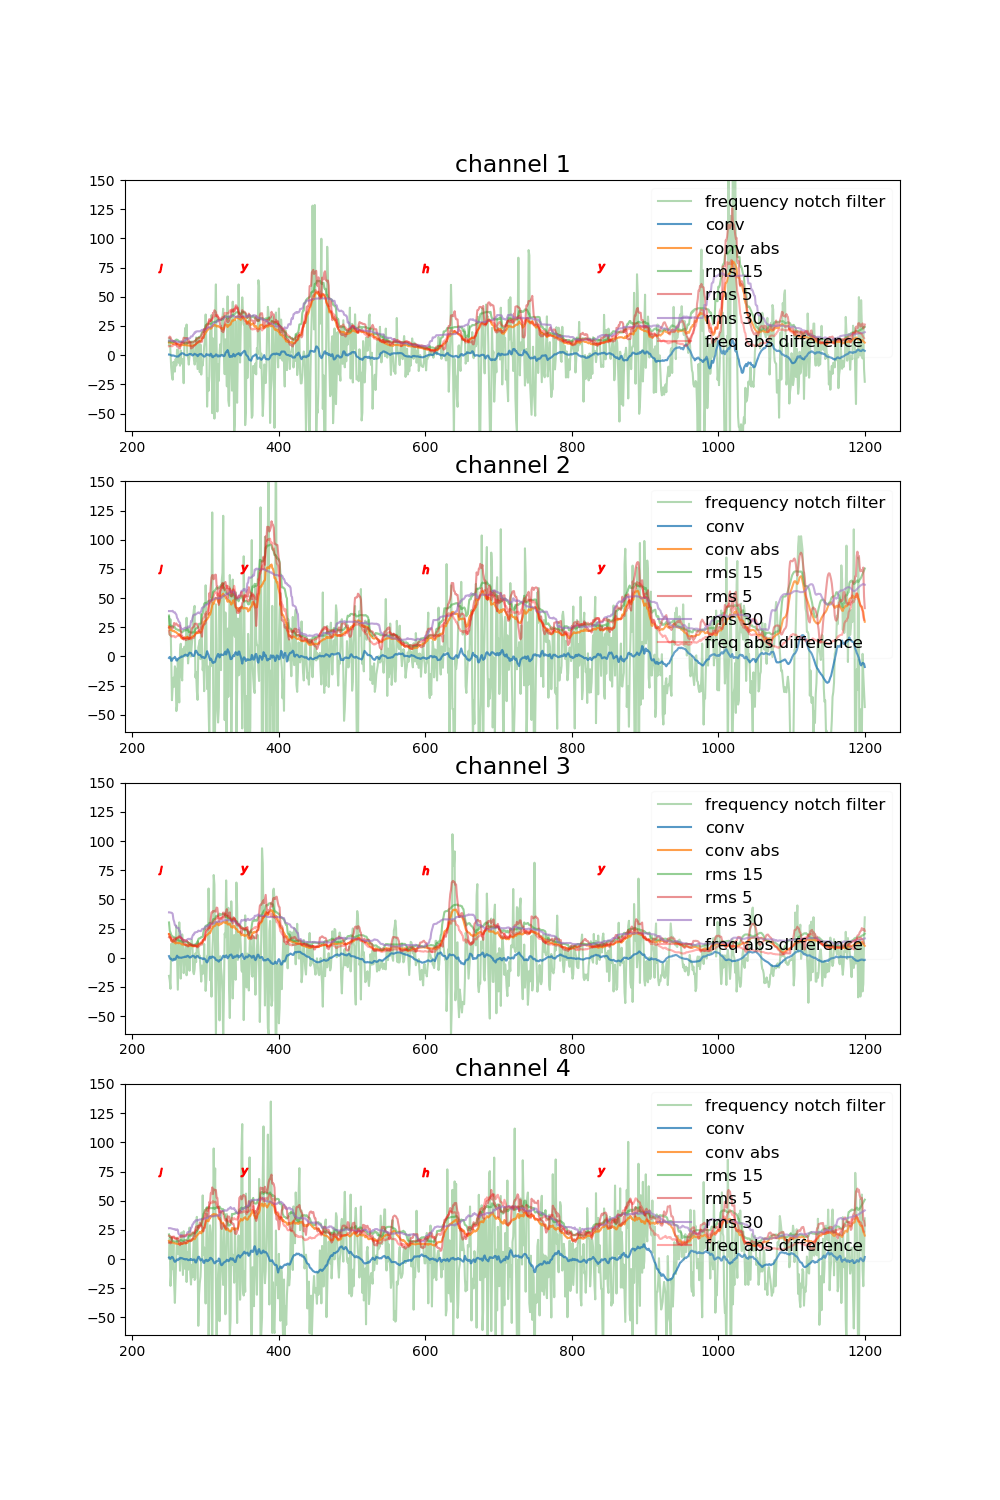 channel 1
150
125
100
75
50
25
0
−25
−50
j y h y
frequency notch filter
conv
conv abs
rms 15
rms 5
rms 30
freq abs difference
200 400 600 800 1000 1200
channel 2
150
125
100
75
50
25
0
−25
−50
j y h y
frequency notch filter
conv
conv abs
rms 15
rms 5
rms 30
freq abs difference
200 400 600 800 1000 1200
channel 3
150
125
100
75
50
25
0
−25
−50
j y h y
frequency notch filter
conv
conv abs
rms 15
rms 5
rms 30
freq abs difference
200 400 600 800 1000 1200
channel 4
150
125
100
75
50
25
0
−25
−50
j y h y
frequency notch filter
conv
conv abs
rms 15
rms 5
rms 30
freq abs difference
200 400 600 800 1000 1200